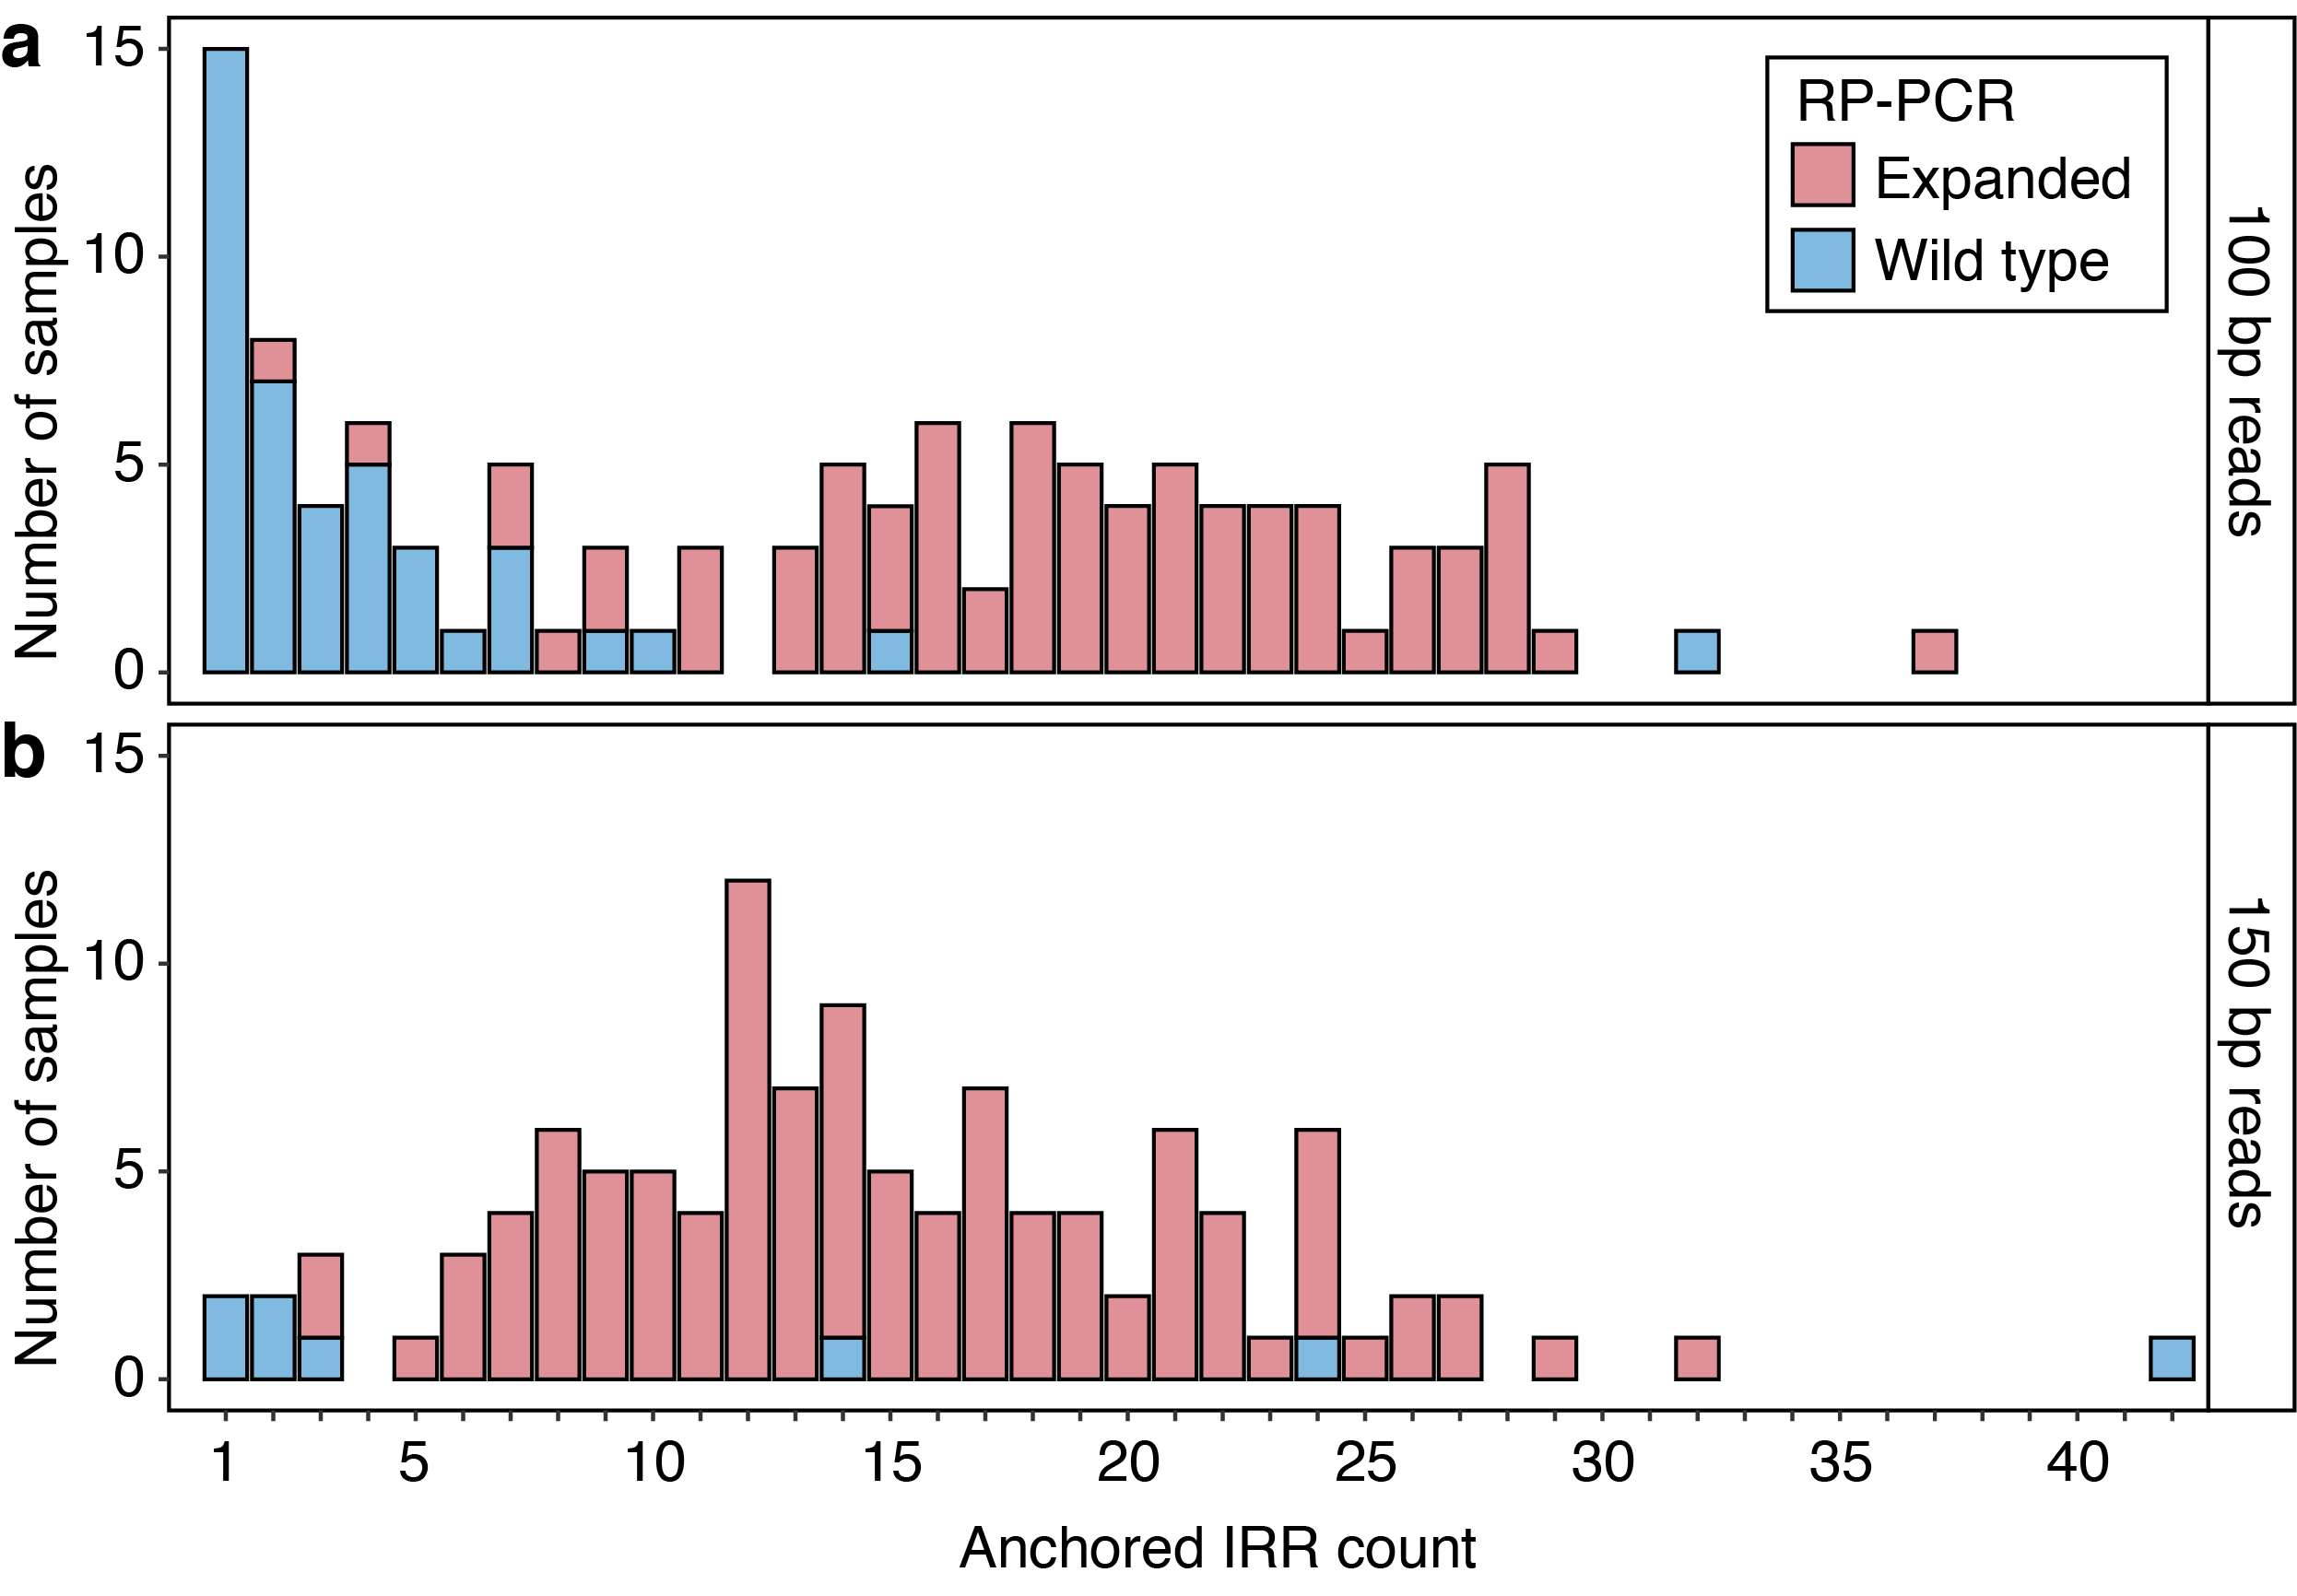 a
15
10
5
0
Number of samples
RP-PCR
Expanded
Wild type
100 bp reads
b
15
10
5
0
Number of samples
150 bp reads
1 5 10 15 20 25 30 35 40
Anchored IRR count